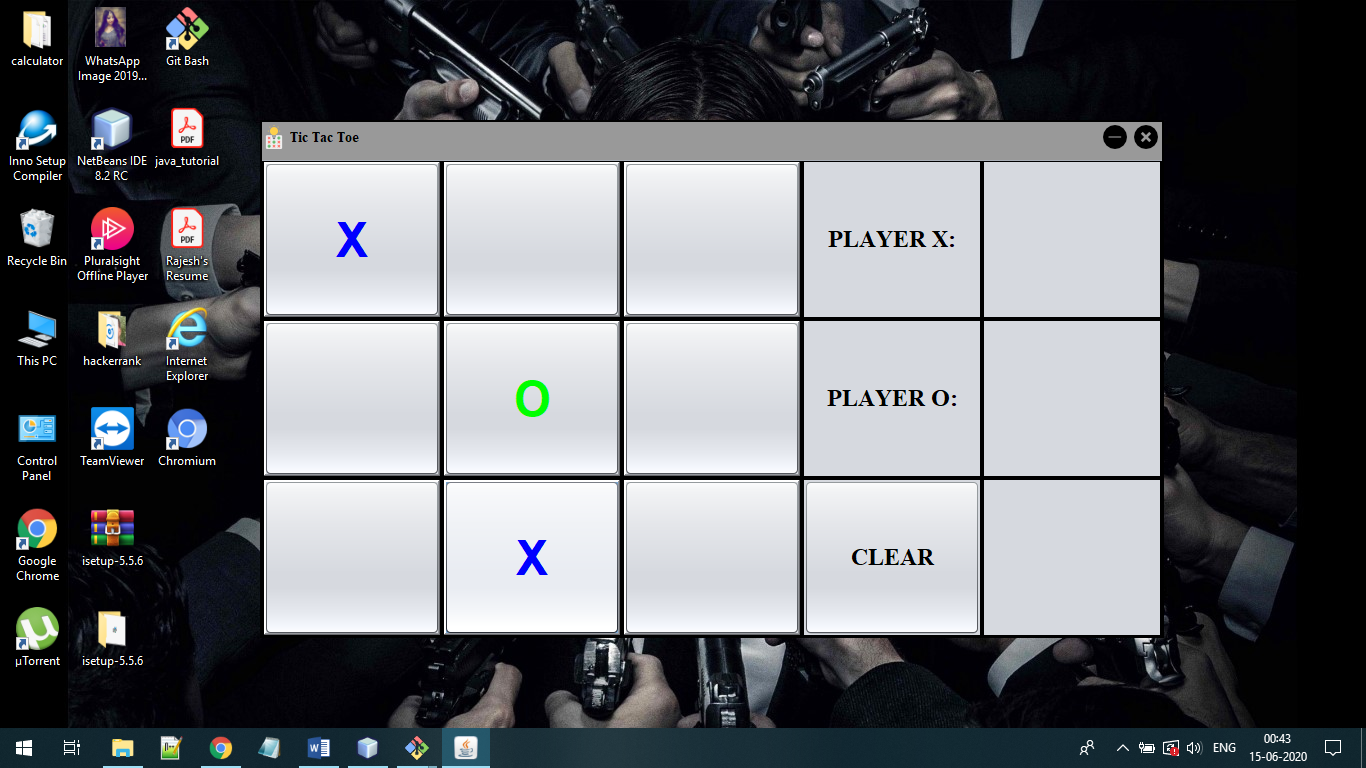 calculator
WhatsApp
Image 2019...
Git Bash
Inno Setup
Compiler
NetBeans IDE
8.2 RC
PDF
java_tutorial
Recycle Bin
Pluralsight
Offline Player
PDF
Rajesh's
Resume
This PC
hackerrank
Internet
Explorer
Control
Panel
TeamViewer
Chromium
Google
Chrome
isetup-5.5.6
µTorrent
isetup-5.5.6
Tic Tac Toe
X
PLAYER X:
O
PLAYER O:
X
CLEAR
ENG
00:43
15-06-2020